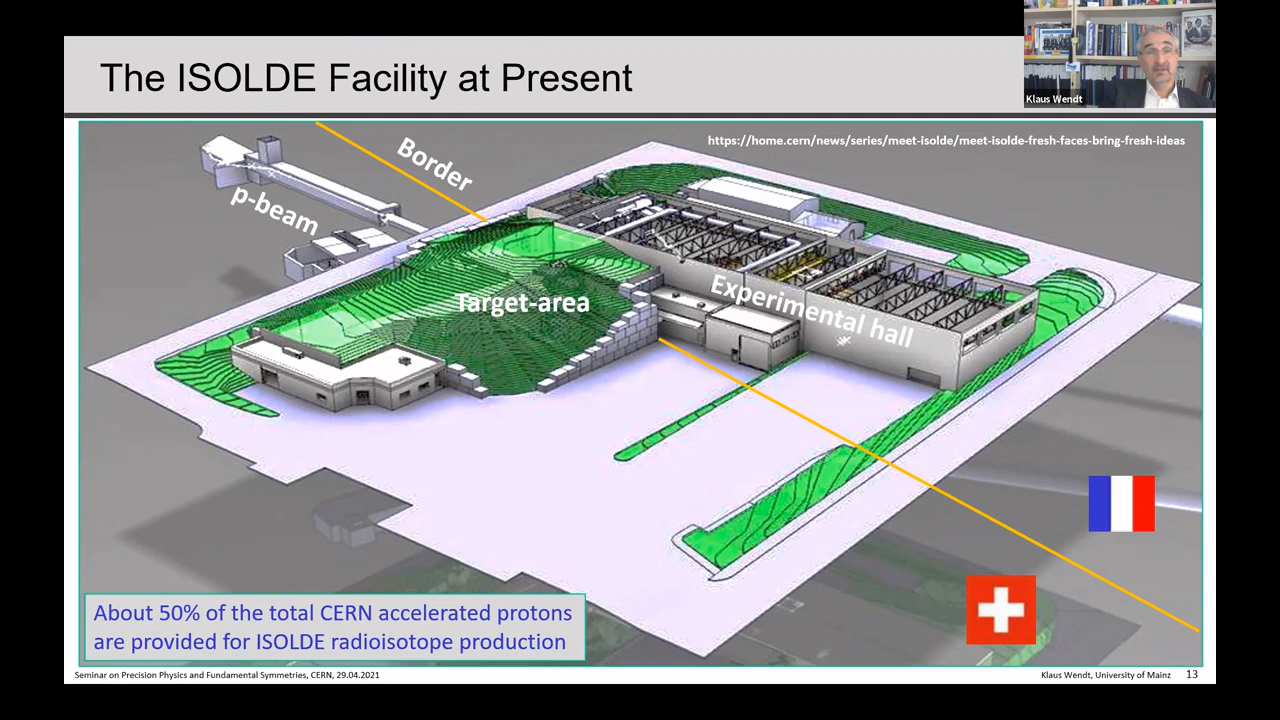 The ISOLDE Facility at Present
Klaus Wendt
https://home.cern/news/series/meet-isolde/meet-isolde-fresh-faces-bring-fresh-ideas
Border
p-beam
Target-area
Experimental hall
About 50% of the total CERN accelerated protons
are provided for ISOLDE radioisotope production
Seminar on Precision Physics and Fundamental Symmetries, CERN, 29.04.2021
Klaus Wendt, University of Mainz 13